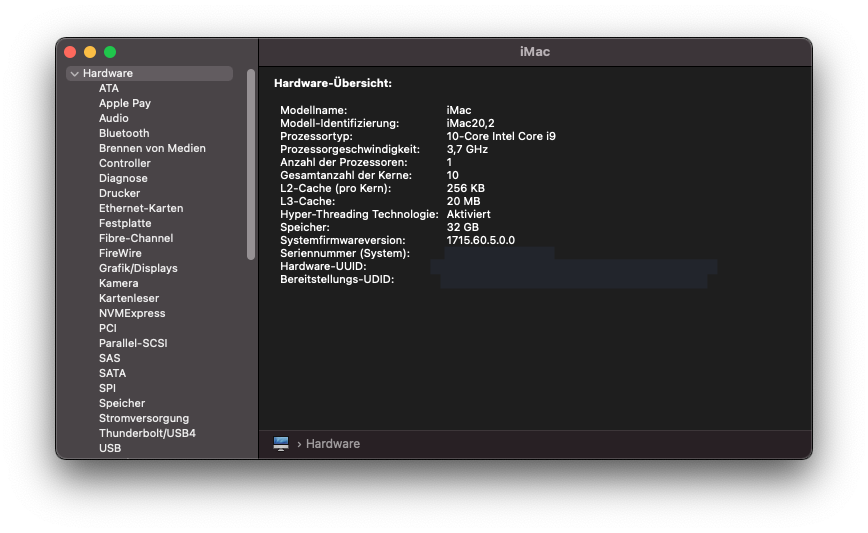 iMac
Hardware
ATA
Apple Pay
Audio
Bluetooth
Brennen von Medien
Controller
Diagnose
Drucker
Ethernet-Karten
Festplatte
Fibre-Channel
FireWire
Grafik/Displays
Kamera
Kartenleser
NVMExpress
PCI
Parallel-SCSI
SAS
SATA
SPI
Speicher
Stromversorgung
Thunderbolt/USB4
USB
Hardware-Übersicht:
Modellname: iMac
Modell-Identifizierung: iMac20,2
Prozessortyp: 10-Core Intel Core i9
Prozessorgeschwindigkeit: 3,7 GHz
Anzahl der Prozessoren: 1
Gesamtanzahl der Kerne: 10
L2-Cache (pro Kern): 256 KB
L3-Cache: 20 MB
Hyper-Threading Technologie: Aktiviert
Speicher: 32 GB
Systemfirmwareversion: 1715.60.5.0.0
Seriennummer (System):
Hardware-UUID:
Bereitstellungs-UDID:
› Hardware